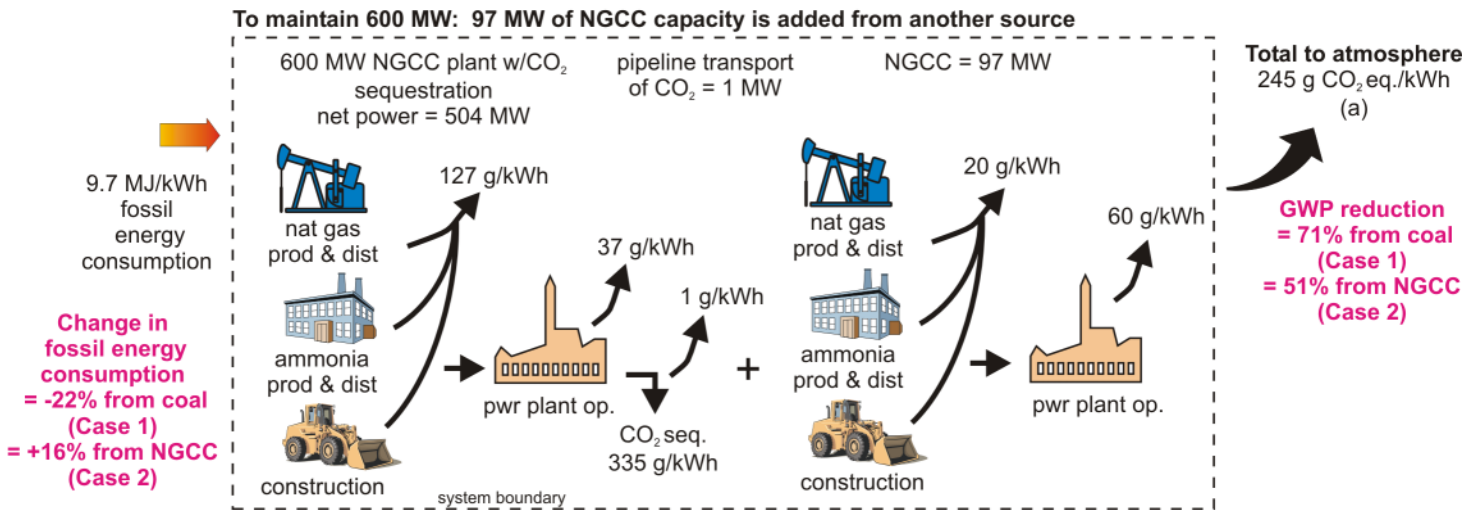 To maintain 600 MW: 97 MW of NGCC capacity is added from another source
600 MW NGCC plant w/CO₂
sequestration
net power = 504 MW
pipeline transport
of CO₂ = 1 MW
NGCC = 97 MW
Total to atmosphere
245 g CO₂ eq./kWh
(a)
9.7 MJ/kWh
fossil
energy
consumption
Change in
fossil energy
consumption
= -22% from coal
(Case 1)
= +16% from NGCC
(Case 2)
127 g/kWh
nat gas
prod & dist
37 g/kWh
1 g/kWh
ammonia
prod & dist
pwr plant op.
CO₂ seq.
335 g/kWh
construction
system boundary
+
20 g/kWh
nat gas
prod & dist
60 g/kWh
ammonia
prod & dist
pwr plant op.
construction
GWP reduction
= 71% from coal
(Case 1)
= 51% from NGCC
(Case 2)